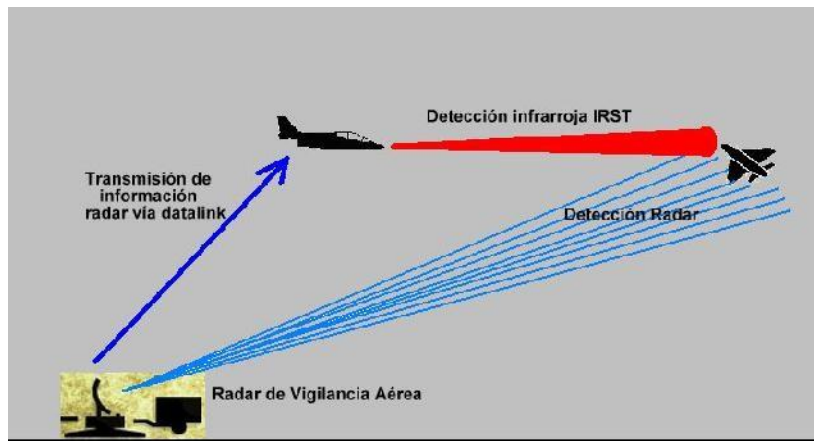 Detección infrarroja IRST
Transmisión de
información
radar vía datalink
Detección Radar
Radar de Vigilancia Aérea